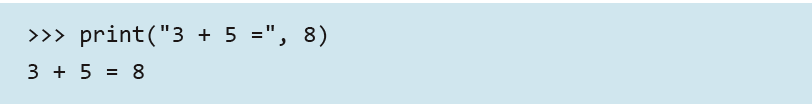 >>> print("3 + 5 =", 8)
3 + 5 = 8